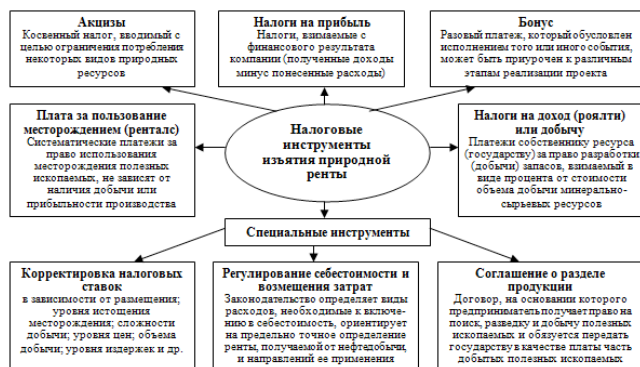 Акцизы
Косвенный налог, вводимый с
целью ограничения потребления
некоторых видов природных
ресурсов
Налоги на прибыль
Налоги, взимаемые с
финансового результата
компании (полученные доходы
минус понесенные расходы)
Бонус
Разовый платеж, который обусловлен
исполнением того или иного события,
может быть приурочен к различным
этапам реализации проекта
Плата за пользование
месторождением (ренталс)
Систематические платежи за
право использования
месторождения полезных
ископаемых, не зависят от
наличия добычи или
прибыльности производства
Налоговые
инструменты
изъятия природной
ренты
Налоги на доход (роялти)
или добычу
Платежи собственнику ресурса
(государству) за право разработки
(добычи) запасов, взимаемый в
виде процента от стоимости
объема добычи минерально-
сырьевых ресурсов
Специальные инструменты
Корректировка налоговых
ставок
в зависимости от размещения;
уровня истощения
месторождения; сложности
добычи; уровня цен; объема
добычи; уровня издержек и др.
Регулирование себестоимости и
возмещения затрат
Законодательство определяет виды
расходов, необходимые к включе-
нию в себестоимость, ориентирует
на предельно точное определение
ренты, получаемой от нефтедобычи,
и направлений ее применения
Соглашение о разделе
продукции
Договор, на основании которого
предприниматель получает право на
поиск, разведку и добычу полезных
ископаемых и обязуется передать
государству в качестве платы часть
добытых полезных ископаемых